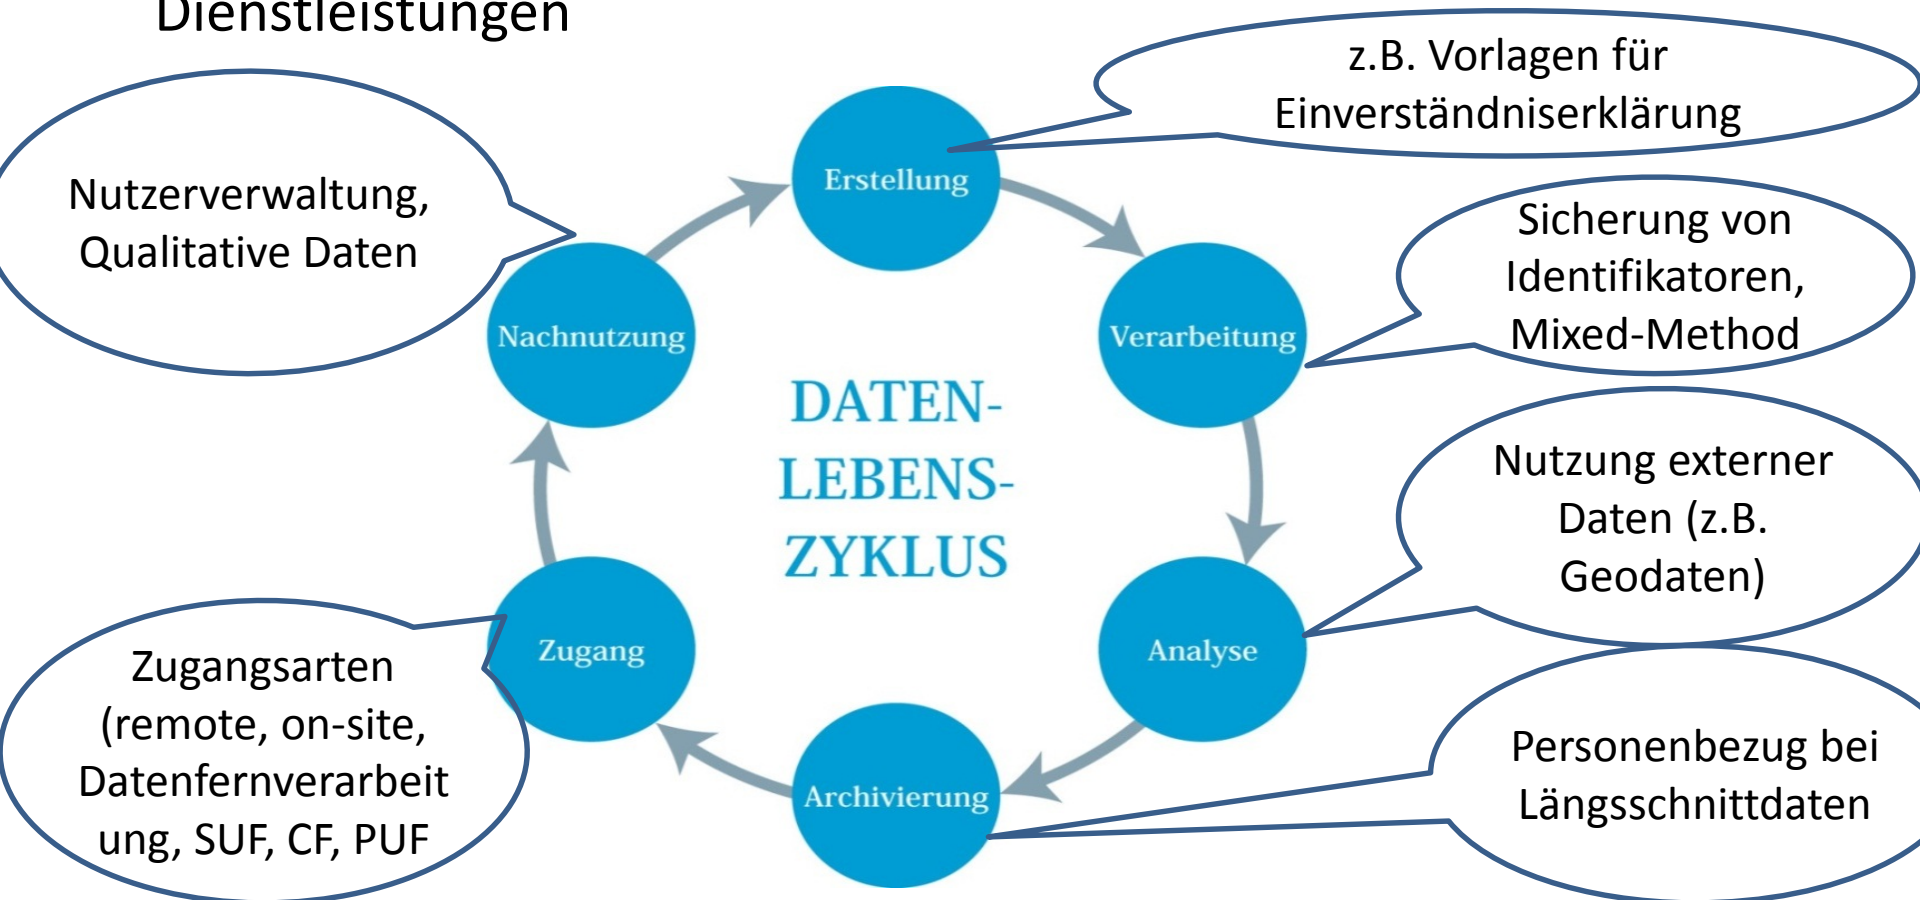 Dienstleistungen
z.B. Vorlagen für
Einverständniserklärung
Nutzerverwaltung,
Qualitative Daten
Erstellung
Sicherung von
Identifikatoren,
Mixed-Method
Nachnutzung
Verarbeitung
DATEN-
LEBENS-
ZYKLUS
Nutzung externer
Daten (z.B.
Geodaten)
Zugang
Analyse
Zugangsarten
(remote, on-site,
Datenfernverarbeit
ung, SUF, CF, PUF
Archivierung
Personenbezug bei
Längsschnittdaten